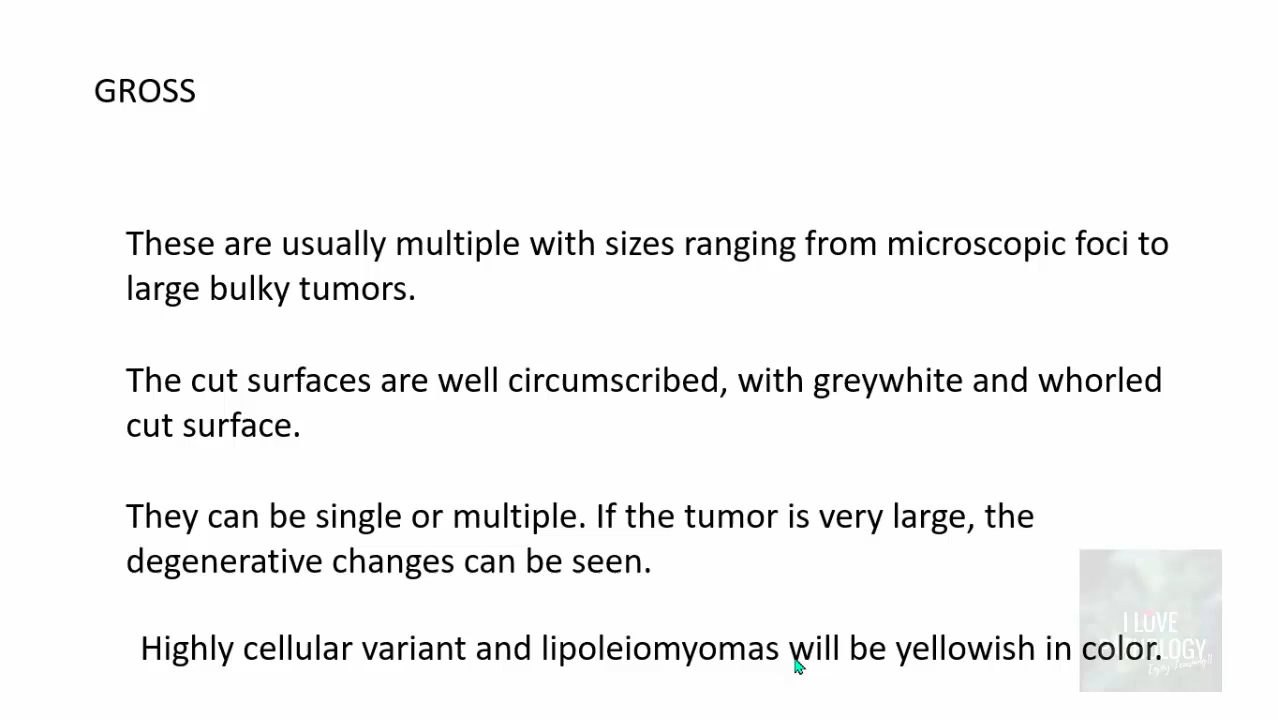 GROSS
These are usually multiple with sizes ranging from microscopic foci to
large bulky tumors.
The cut surfaces are well circumscribed, with greywhite and whorled
cut surface.
They can be single or multiple. If the tumor is very large, the
degenerative changes can be seen.
Highly cellular variant and lipoleiomyomas will be yellowish in color.
I LOVE